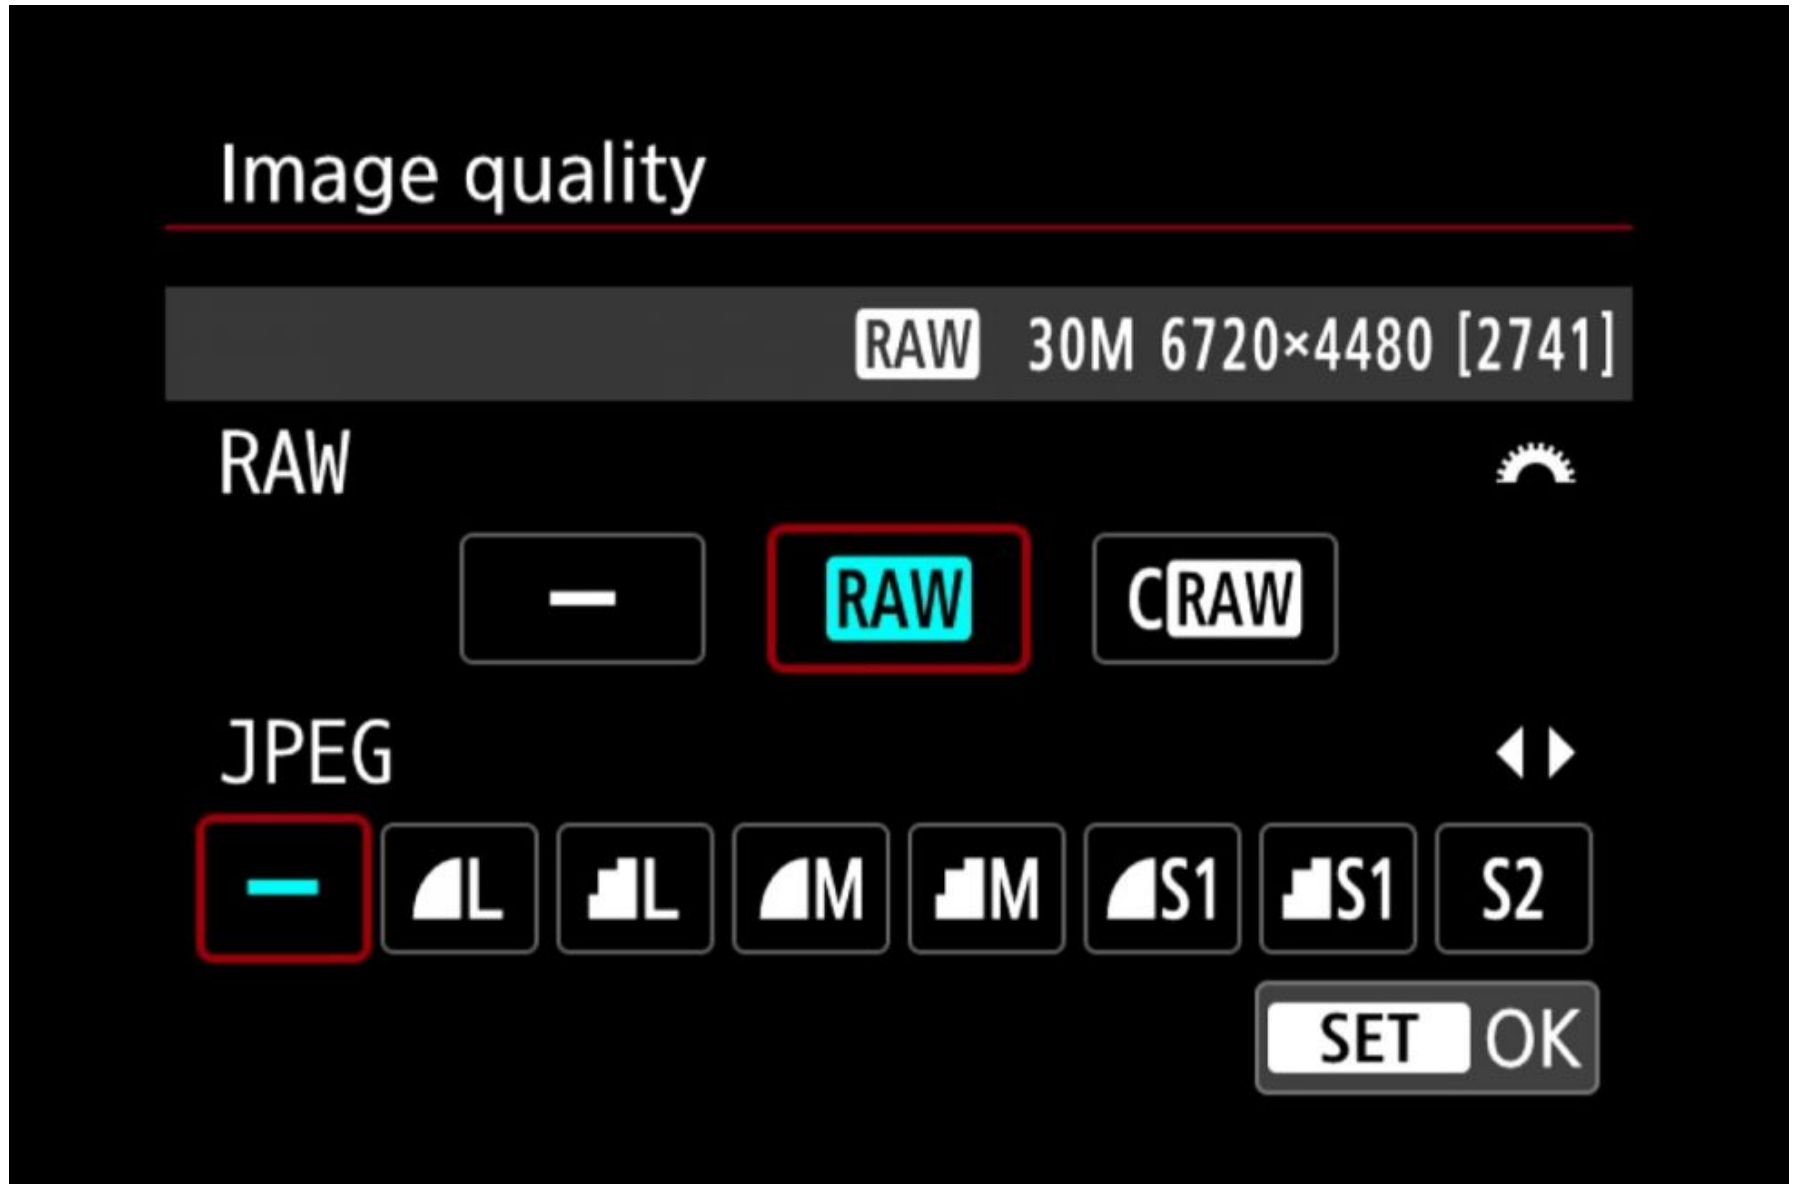 Image quality
RAW 30M 6720×4480 [2741]
RAW
– RAW CRAW
JPEG
– L L M M S1 S1 S2
SET OK